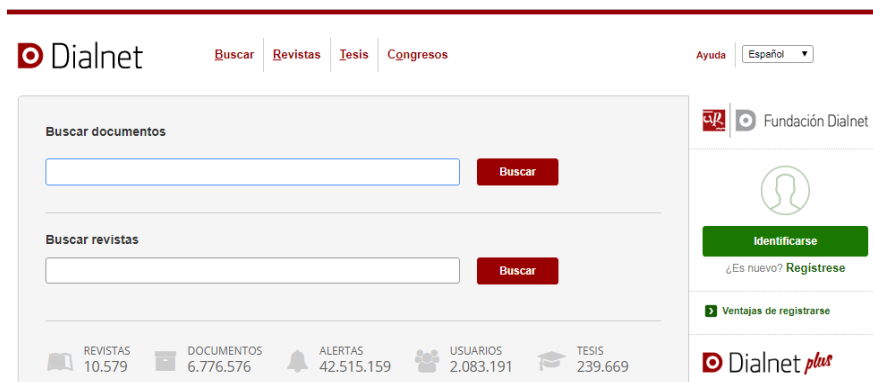 Dialnet
Buscar Revistas Tesis Congresos
Ayuda Español
Buscar documentos
Buscar
Buscar revistas
Buscar
REVISTAS
10.579
DOCUMENTOS
6.776.576
ALERTAS
42.515.159
USUARIOS
2.083.191
TESIS
239.669
Fundación Dialnet
Identificarse
¿Es nuevo? Regístrese
Ventajas de registrarse
Dialnet plus